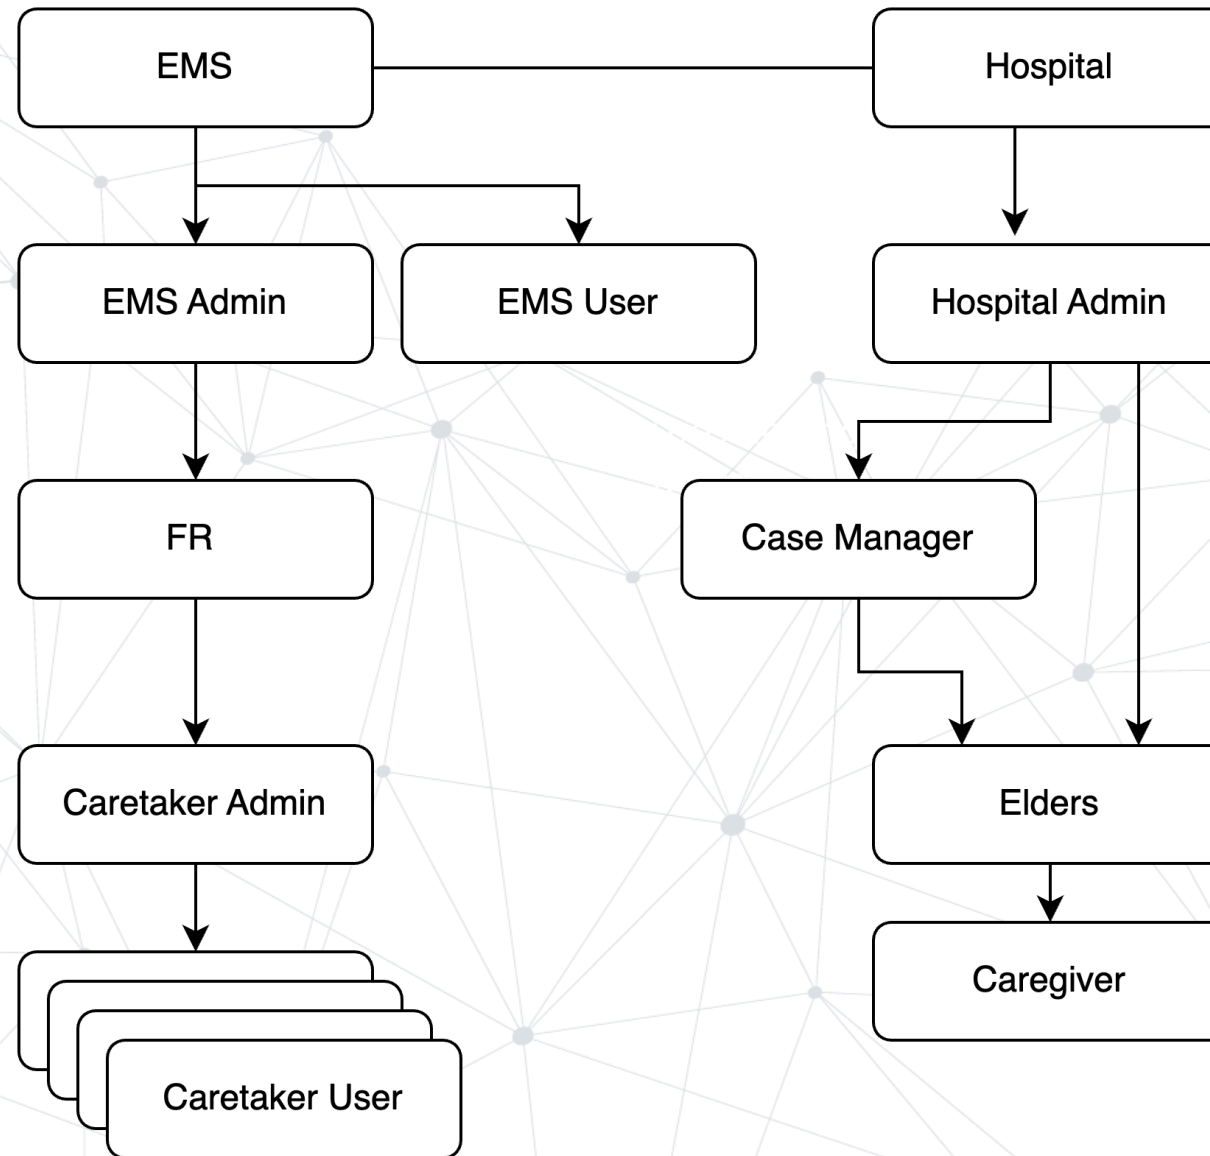 EMS
Hospital
EMS Admin
EMS User
Hospital Admin
FR
Case Manager
Caretaker Admin
Elders
Caregiver
Caretaker User